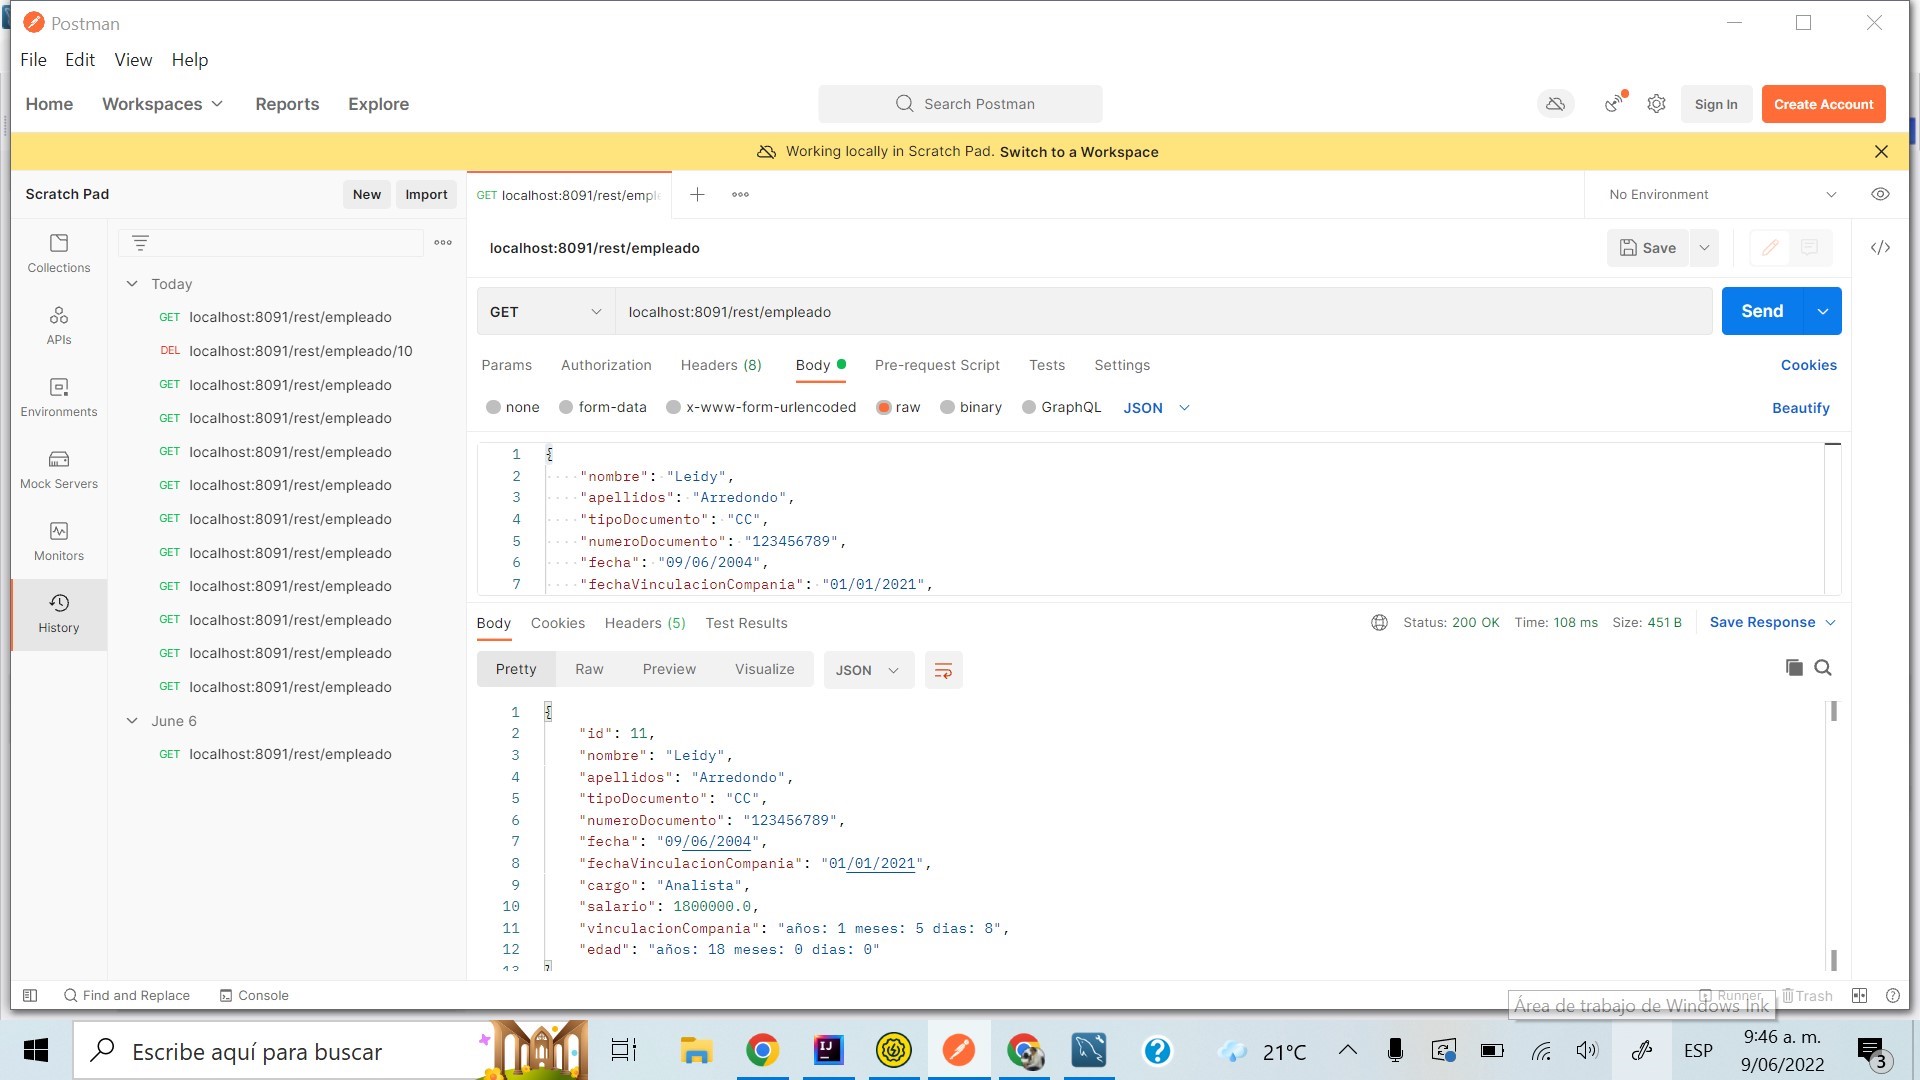 Postman
File Edit View Help
Home Workspaces Reports Explore Search Postman Sign In Create Account
Working locally in Scratch Pad. Switch to a Workspace
Scratch Pad New Import GET localhost:8091/rest/emple No Environment
localhost:8091/rest/empleado Save
Collections
APIs
Environments
Mock Servers
Monitors
History
Today
GET localhost:8091/rest/empleado
DEL localhost:8091/rest/empleado/10
GET localhost:8091/rest/empleado
GET localhost:8091/rest/empleado
GET localhost:8091/rest/empleado
GET localhost:8091/rest/empleado
GET localhost:8091/rest/empleado
GET localhost:8091/rest/empleado
GET localhost:8091/rest/empleado
GET localhost:8091/rest/empleado
GET localhost:8091/rest/empleado
GET localhost:8091/rest/empleado
June 6
GET localhost:8091/rest/empleado
GET localhost:8091/rest/empleado Send
Params Authorization Headers (8) Body Pre-request Script Tests Settings Cookies
none form-data x-www-form-urlencoded raw binary GraphQL JSON Beautify
1 {
2 "nombre": "Leidy",
3 "apellidos": "Arredondo",
4 "tipoDocumento": "CC",
5 "numeroDocumento": "123456789",
6 "fecha": "09/06/2004",
7 "fechaVinculacionCompania": "01/01/2021",
Body Cookies Headers (5) Test Results Status: 200 OK Time: 108 ms Size: 451 B Save Response
Pretty Raw Preview Visualize JSON
1 {
2 "id": 11,
3 "nombre": "Leidy",
4 "apellidos": "Arredondo",
5 "tipoDocumento": "CC",
6 "numeroDocumento": "123456789",
7 "fecha": "09/06/2004",
8 "fechaVinculacionCompania": "01/01/2021",
9 "cargo": "Analista",
10 "salario": 1800000.0,
11 "vinculacionCompania": "años: 1 meses: 5 dias: 8",
12 "edad": "años: 18 meses: 0 dias: 0"
13 }
Find and Replace Console Runner Trash
Área de trabajo de Windows Ink
Escribe aquí para buscar
IJ
21°C ESP
9:46 a. m.
9/06/2022
3